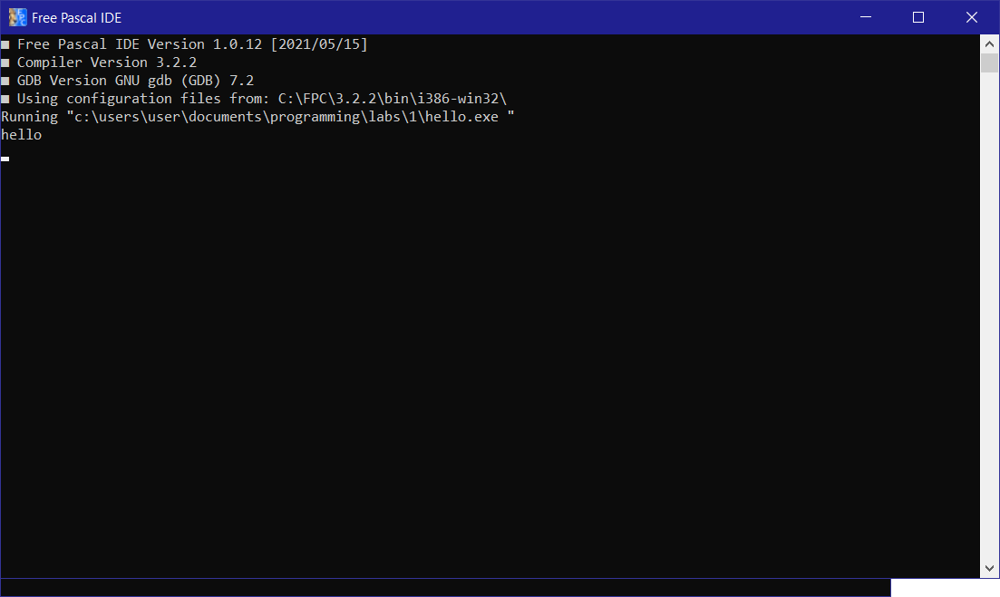 Free Pascal IDE
■ Free Pascal IDE Version 1.0.12 [2021/05/15]
■ Compiler Version 3.2.2
■ GDB Version GNU gdb (GDB) 7.2
■ Using configuration files from: C:\FPC\3.2.2\bin\i386-win32\
Running "c:\users\user\documents\programming\labs\1\hello.exe "
hello